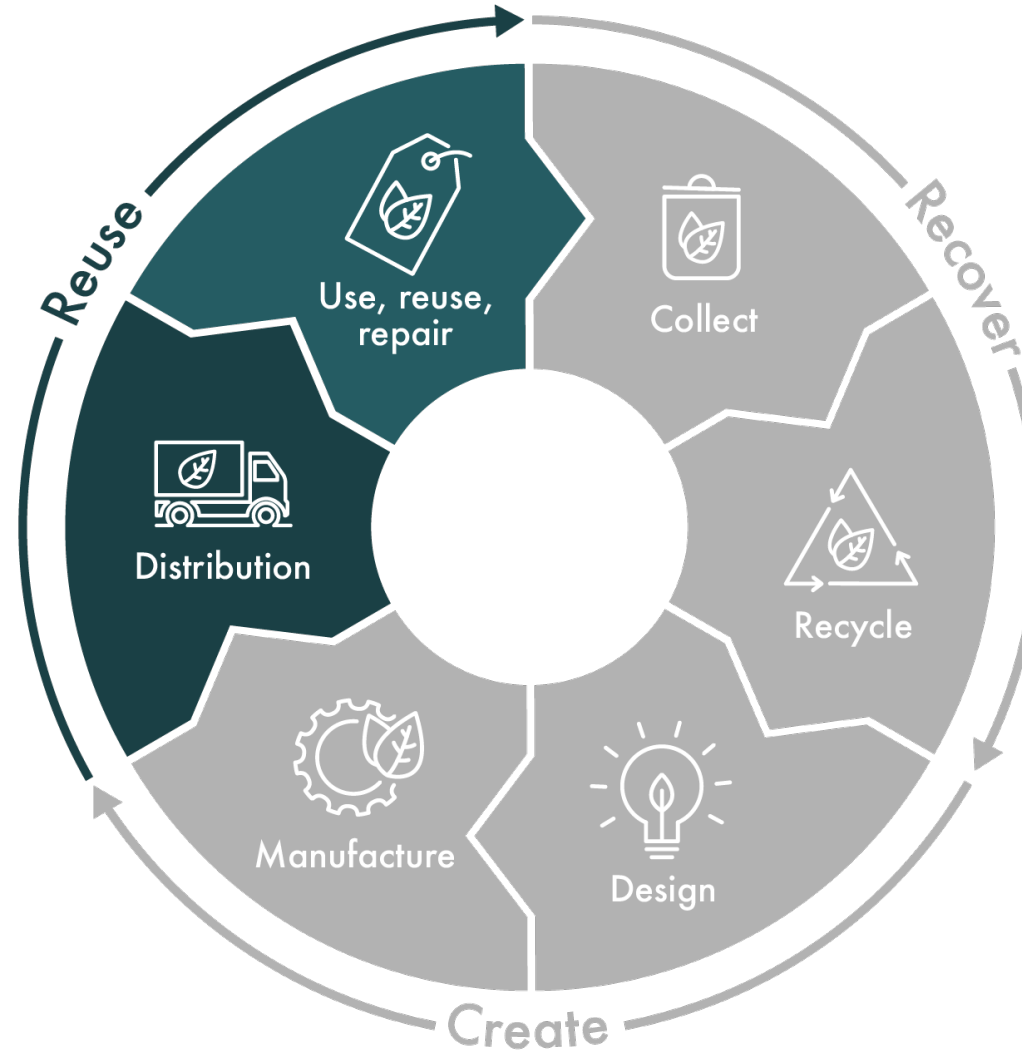 Reuse
Use, reuse,
repair
Collect
Recover
Distribution
Recycle
Manufacture
Design
Create